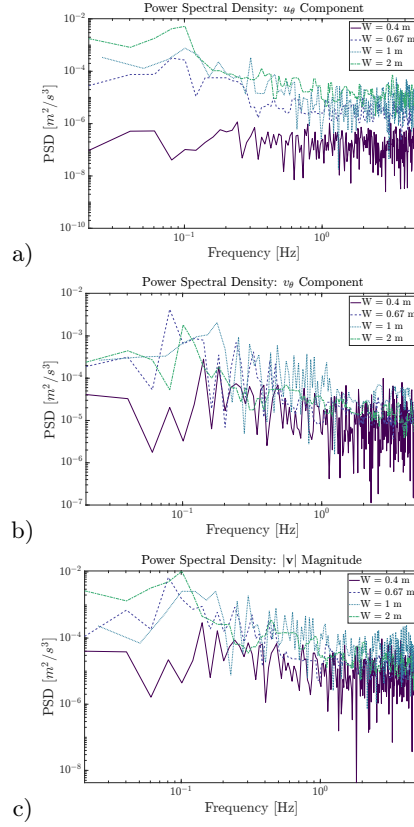 Power Spectral Density: u_θ Component
W = 0.4 m
W = 0.67 m
W = 1 m
W = 2 m
PSD [m²/s³]
10⁻²
10⁻⁴
10⁻⁶
10⁻⁸
10⁻¹⁰
10⁻¹
10⁰
Frequency [Hz]
a)
Power Spectral Density: v_θ Component
W = 0.4 m
W = 0.67 m
W = 1 m
W = 2 m
PSD [m²/s³]
10⁻²
10⁻³
10⁻⁴
10⁻⁵
10⁻⁶
10⁻⁷
10⁻¹
10⁰
Frequency [Hz]
b)
Power Spectral Density: |v| Magnitude
W = 0.4 m
W = 0.67 m
W = 1 m
W = 2 m
PSD [m²/s³]
10⁻²
10⁻⁴
10⁻⁶
10⁻⁸
10⁻¹
10⁰
Frequency [Hz]
c)